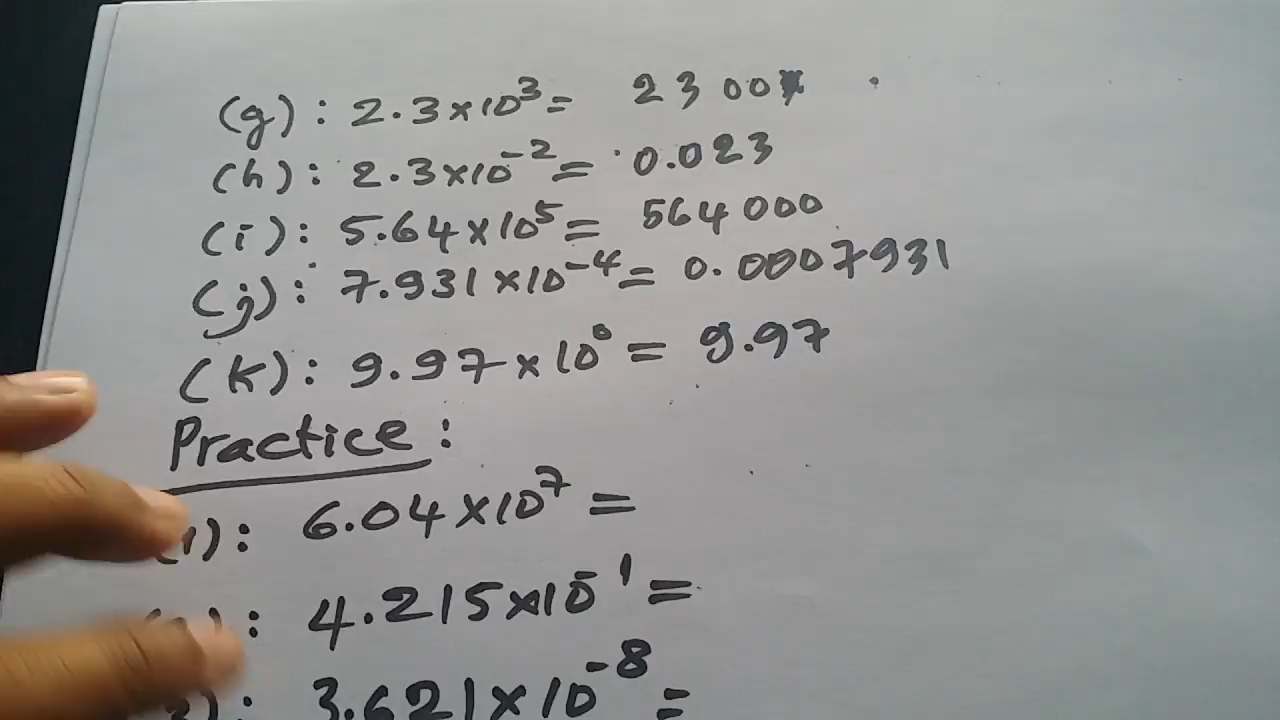 (g): 2.3×10³= 2300
(h): 2.3×10⁻²= 0.023
(i): 5.64×10⁵= 564000
(j): 7.931×10⁻⁴= 0.0007931
(k): 9.97×10⁰= 9.97
Practice:
(1): 6.04×10⁷=
: 4.215×10⁻¹=
): 3.621×10⁻⁸=